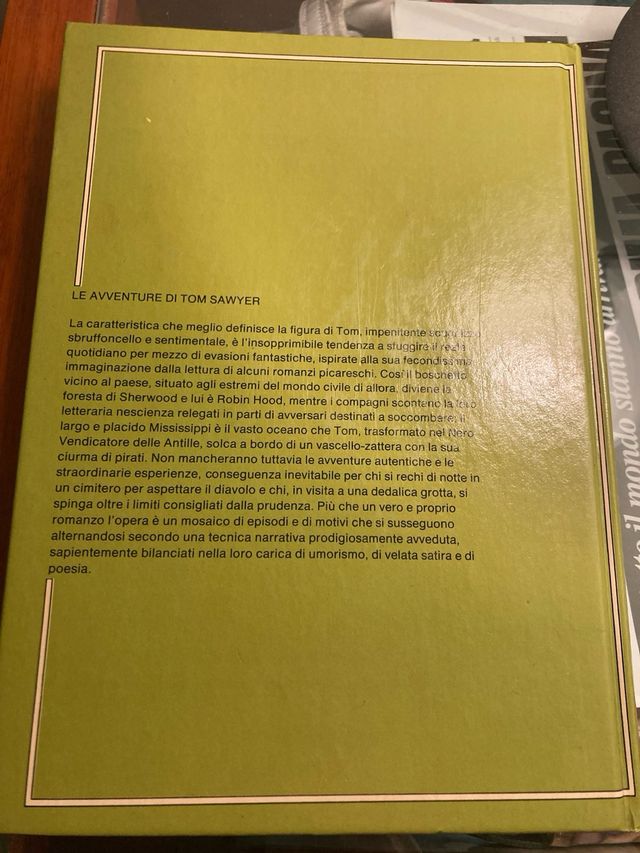 LE AVVENTURE DI TOM SAWYER
La caratteristica che meglio definisce la figura di Tom, impenitente
sbruffoncello e sentimentale, è l'insopprimibile tendenza a sfuggire il reale
quotidiano per mezzo di evasioni fantastiche, ispirate alla sua fecondissima
immaginazione dalla lettura di alcuni romanzi picareschi. Così il boschetto
vicino al paese, situato agli estremi del mondo civile di allora, diviene la
foresta di Sherwood e lui è Robin Hood, mentre i compagni scontano la loro
letteraria nescienza relegati in parti di avversari destinati a soccombere; il
largo e placido Mississippi è il vasto oceano che Tom, trasformato nel Nero
Vendicatore delle Antille, solca a bordo di un vascello-zattera con la sua
ciurma di pirati. Non mancheranno tuttavia le avventure autentiche e le
straordinarie esperienze, conseguenza inevitabile per chi si rechi di notte in
un cimitero per aspettare il diavolo e chi, in visita a una dedalica grotta, si
spinga oltre i limiti consigliati dalla prudenza. Più che un vero e proprio
romanzo l'opera è un mosaico di episodi e di motivi che si susseguono
alternandosi secondo una tecnica narrativa prodigiosamente avveduta,
sapientemente bilanciati nella loro carica di umorismo, di velata satira e di
poesia.
il mondo stanno